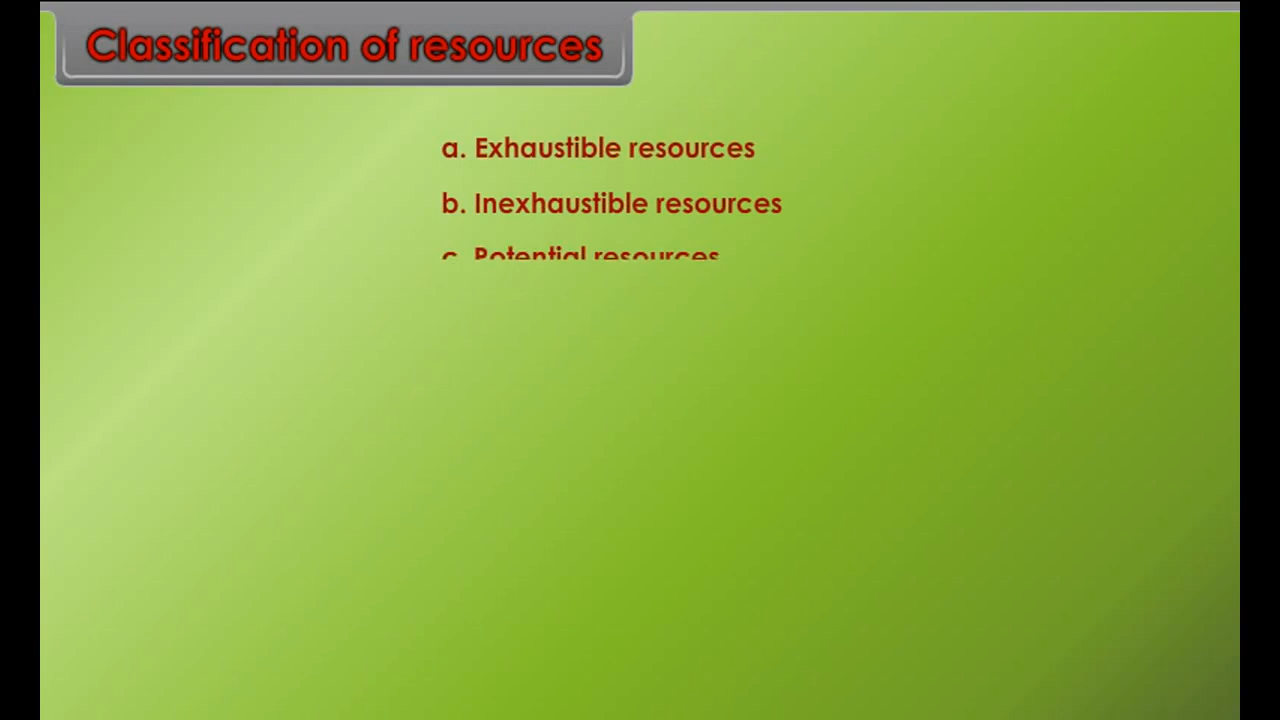 Classification of resources
a. Exhaustible resources
b. Inexhaustible resources
c. Potential resources